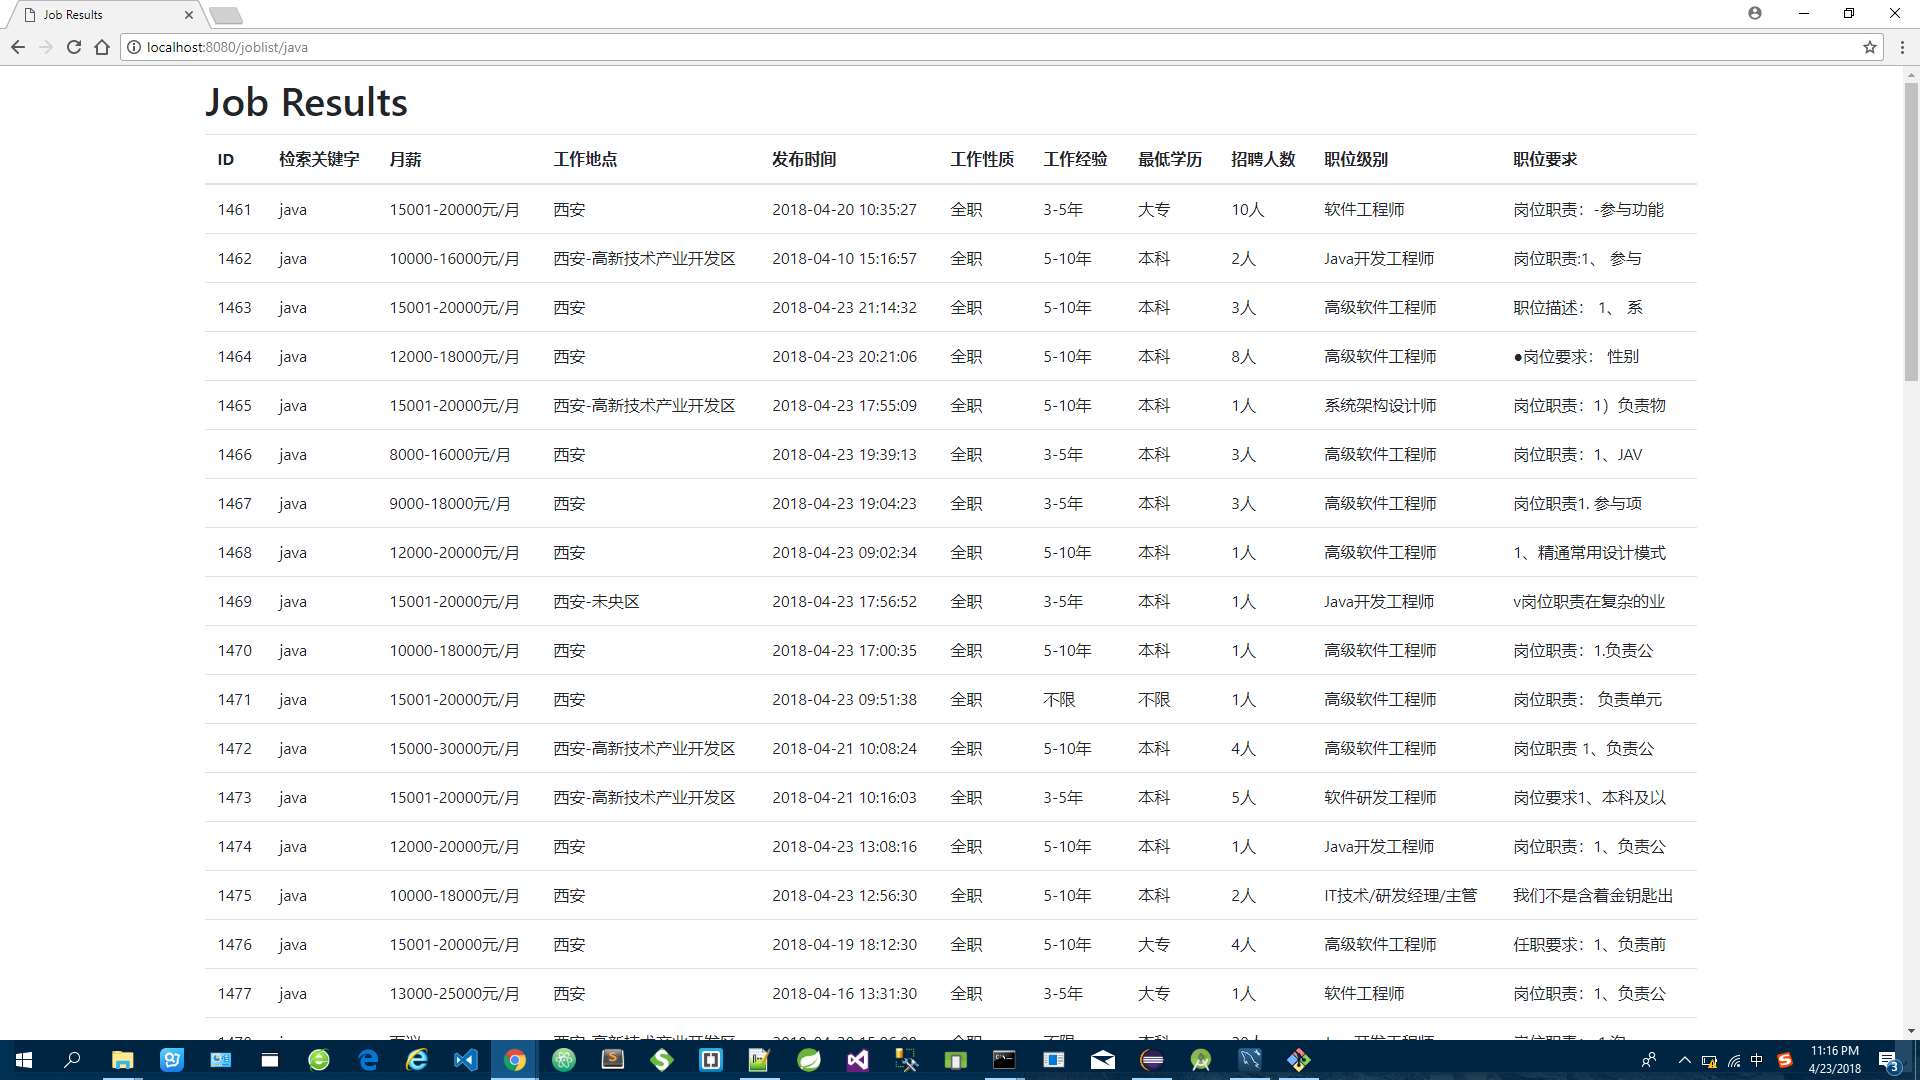 Job Results
localhost:8080/joblist/java
Job Results
ID 检索关键字 月薪 工作地点 发布时间 工作性质 工作经验 最低学历 招聘人数 职位级别 职位要求
1461 java 15001-20000元/月 西安 2018-04-20 10:35:27 全职 3-5年 大专 10人 软件工程师 岗位职责：-参与功能
1462 java 10000-16000元/月 西安-高新技术产业开发区 2018-04-10 15:16:57 全职 5-10年 本科 2人 Java开发工程师 岗位职责:1、 参与
1463 java 15001-20000元/月 西安 2018-04-23 21:14:32 全职 5-10年 本科 3人 高级软件工程师 职位描述： 1、 系
1464 java 12000-18000元/月 西安 2018-04-23 20:21:06 全职 5-10年 本科 8人 高级软件工程师 ●岗位要求： 性别
1465 java 15001-20000元/月 西安-高新技术产业开发区 2018-04-23 17:55:09 全职 5-10年 本科 1人 系统架构设计师 岗位职责：1）负责物
1466 java 8000-16000元/月 西安 2018-04-23 19:39:13 全职 3-5年 本科 3人 高级软件工程师 岗位职责：1、JAV
1467 java 9000-18000元/月 西安 2018-04-23 19:04:23 全职 3-5年 本科 3人 高级软件工程师 岗位职责1. 参与项
1468 java 12000-20000元/月 西安 2018-04-23 09:02:34 全职 5-10年 本科 1人 高级软件工程师 1、精通常用设计模式
1469 java 15001-20000元/月 西安-未央区 2018-04-23 17:56:52 全职 3-5年 本科 1人 Java开发工程师 v岗位职责在复杂的业
1470 java 10000-18000元/月 西安 2018-04-23 17:00:35 全职 5-10年 本科 1人 高级软件工程师 岗位职责：1.负责公
1471 java 15001-20000元/月 西安 2018-04-23 09:51:38 全职 不限 不限 1人 高级软件工程师 岗位职责： 负责单元
1472 java 15000-30000元/月 西安-高新技术产业开发区 2018-04-21 10:08:24 全职 5-10年 本科 4人 高级软件工程师 岗位职责 1、负责公
1473 java 15001-20000元/月 西安-高新技术产业开发区 2018-04-21 10:16:03 全职 3-5年 本科 5人 软件研发工程师 岗位要求1、本科及以
1474 java 12000-20000元/月 西安 2018-04-23 13:08:16 全职 5-10年 本科 1人 Java开发工程师 岗位职责：1、负责公
1475 java 10000-18000元/月 西安 2018-04-23 12:56:30 全职 5-10年 本科 2人 IT技术/研发经理/主管 我们不是含着金钥匙出
1476 java 15001-20000元/月 西安 2018-04-19 18:12:30 全职 5-10年 大专 4人 高级软件工程师 任职要求：1、负责前
1477 java 13000-25000元/月 西安 2018-04-16 13:31:30 全职 3-5年 大专 1人 软件工程师 岗位职责：1、负责公
中
11:16 PM
4/23/2018
3